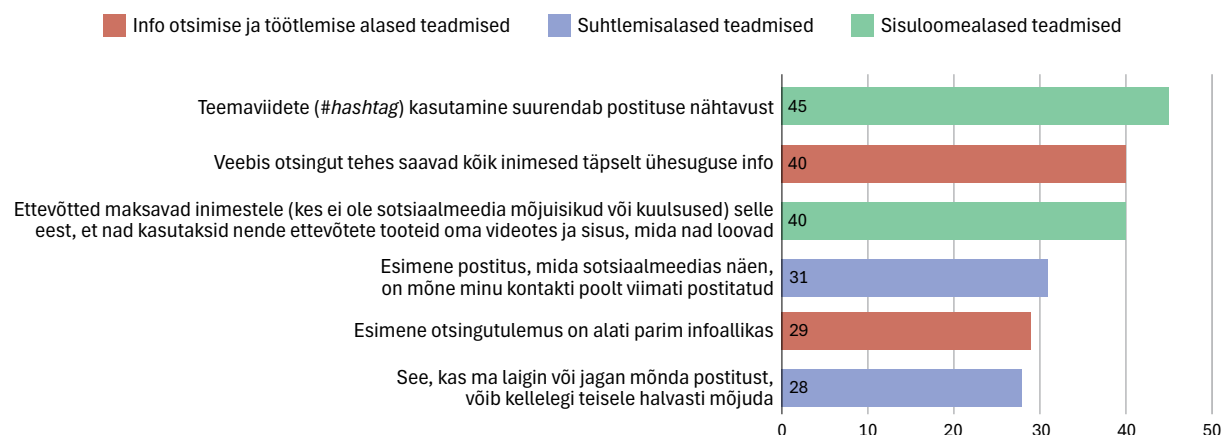 Info otsimise ja töötlemise alased teadmised
Suhtlemisalased teadmised
Sisuloomealased teadmised
Teemaviidete (#hashtag) kasutamine suurendab postituse nähtavust
45
Veebis otsingut tehes saavad kõik inimesed täpselt ühesuguse info
40
Ettevõtted maksavad inimestele (kes ei ole sotsiaalmeedia mõjuisikud või kuulsused) selle
eest, et nad kasutaksid nende ettevõtete tooteid oma videotes ja sisus, mida nad loovad
40
Esimene postitus, mida sotsiaalmeedias näen,
on mõne minu kontakti poolt viimati postitatud
31
Esimene otsingutulemus on alati parim infoallikas
29
See, kas ma laigin või jagan mõnda postitust,
võib kellelegi teisele halvasti mõjuda
28
0 10 20 30 40 50